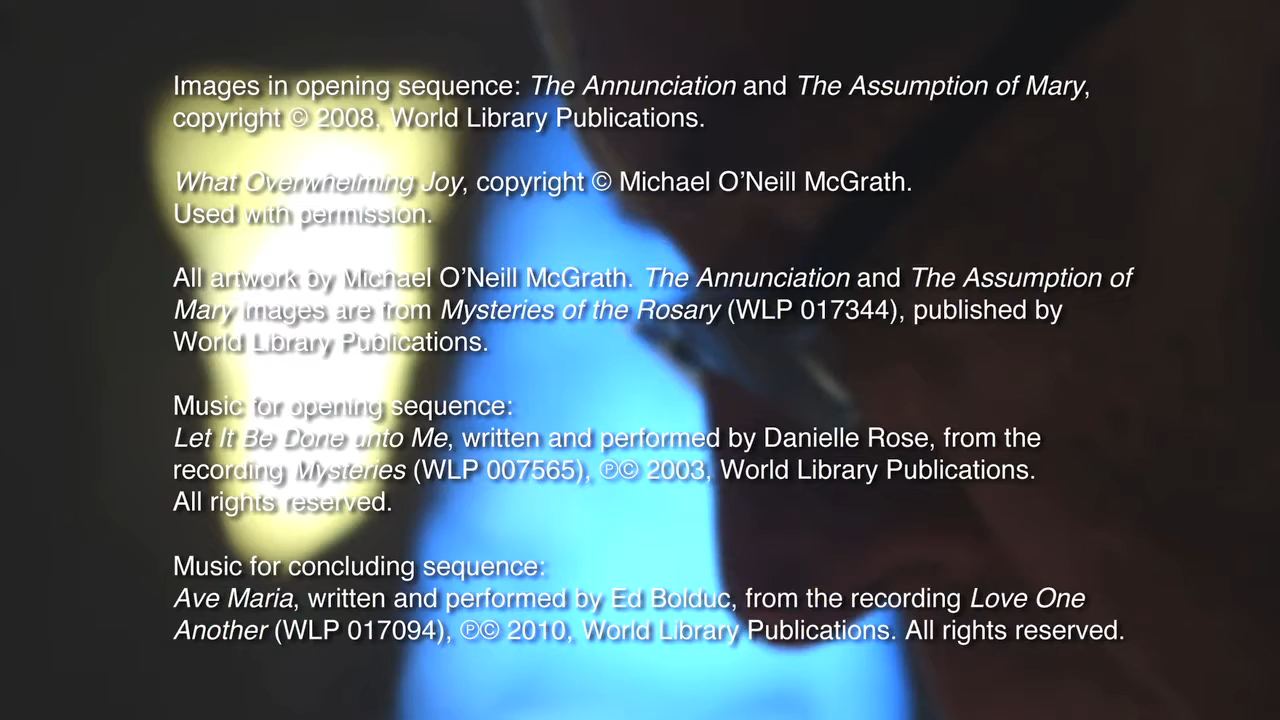 Images in opening sequence: The Annunciation and The Assumption of Mary,
copyright © 2008, World Library Publications.
What Overwhelming Joy, copyright © Michael O’Neill McGrath.
Used with permission.
All artwork by Michael O’Neill McGrath. The Annunciation and The Assumption of
Mary images are from Mysteries of the Rosary (WLP 017344), published by
World Library Publications.
Music for opening sequence:
Let It Be Done unto Me, written and performed by Danielle Rose, from the
recording Mysteries (WLP 007565), ℗© 2003, World Library Publications.
All rights reserved.
Music for concluding sequence:
Ave Maria, written and performed by Ed Bolduc, from the recording Love One
Another (WLP 017094), ℗© 2010, World Library Publications. All rights reserved.